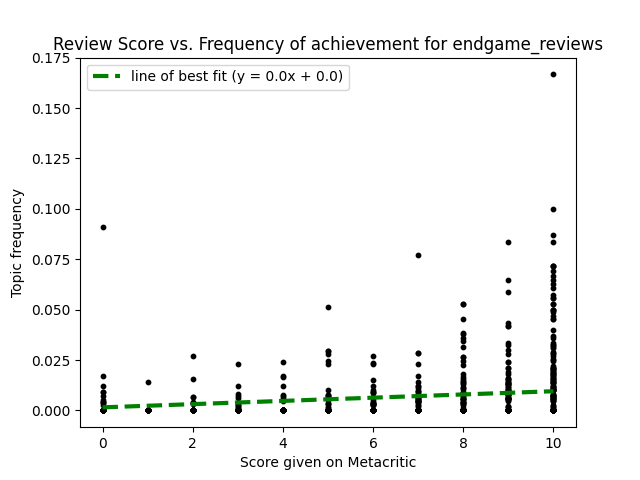 Review Score vs. Frequency of achievement for endgame_reviews
line of best fit (y = 0.0x + 0.0)
0.175
0.150
0.125
0.100
0.075
0.050
0.025
0.000
Topic frequency
0 2 4 6 8 10
Score given on Metacritic